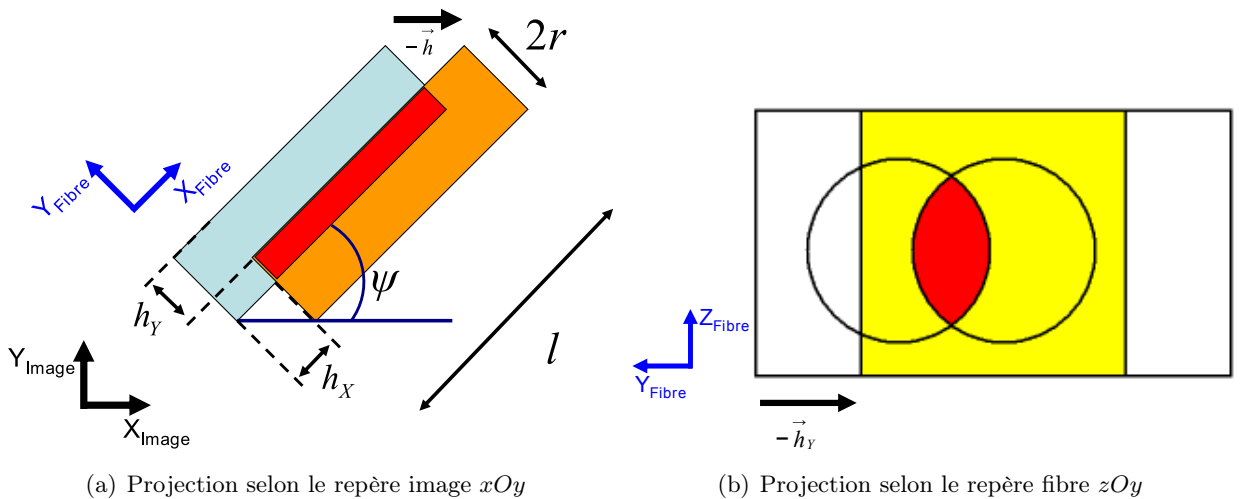 −h⃗
2r
Y_Fibre
X_Fibre
ψ
h_Y
l
h_X
Y_Image
X_Image
Z_Fibre
Y_Fibre
−h⃗_Y
(a) Projection selon le repère image xOy
(b) Projection selon le repère fibre zOy